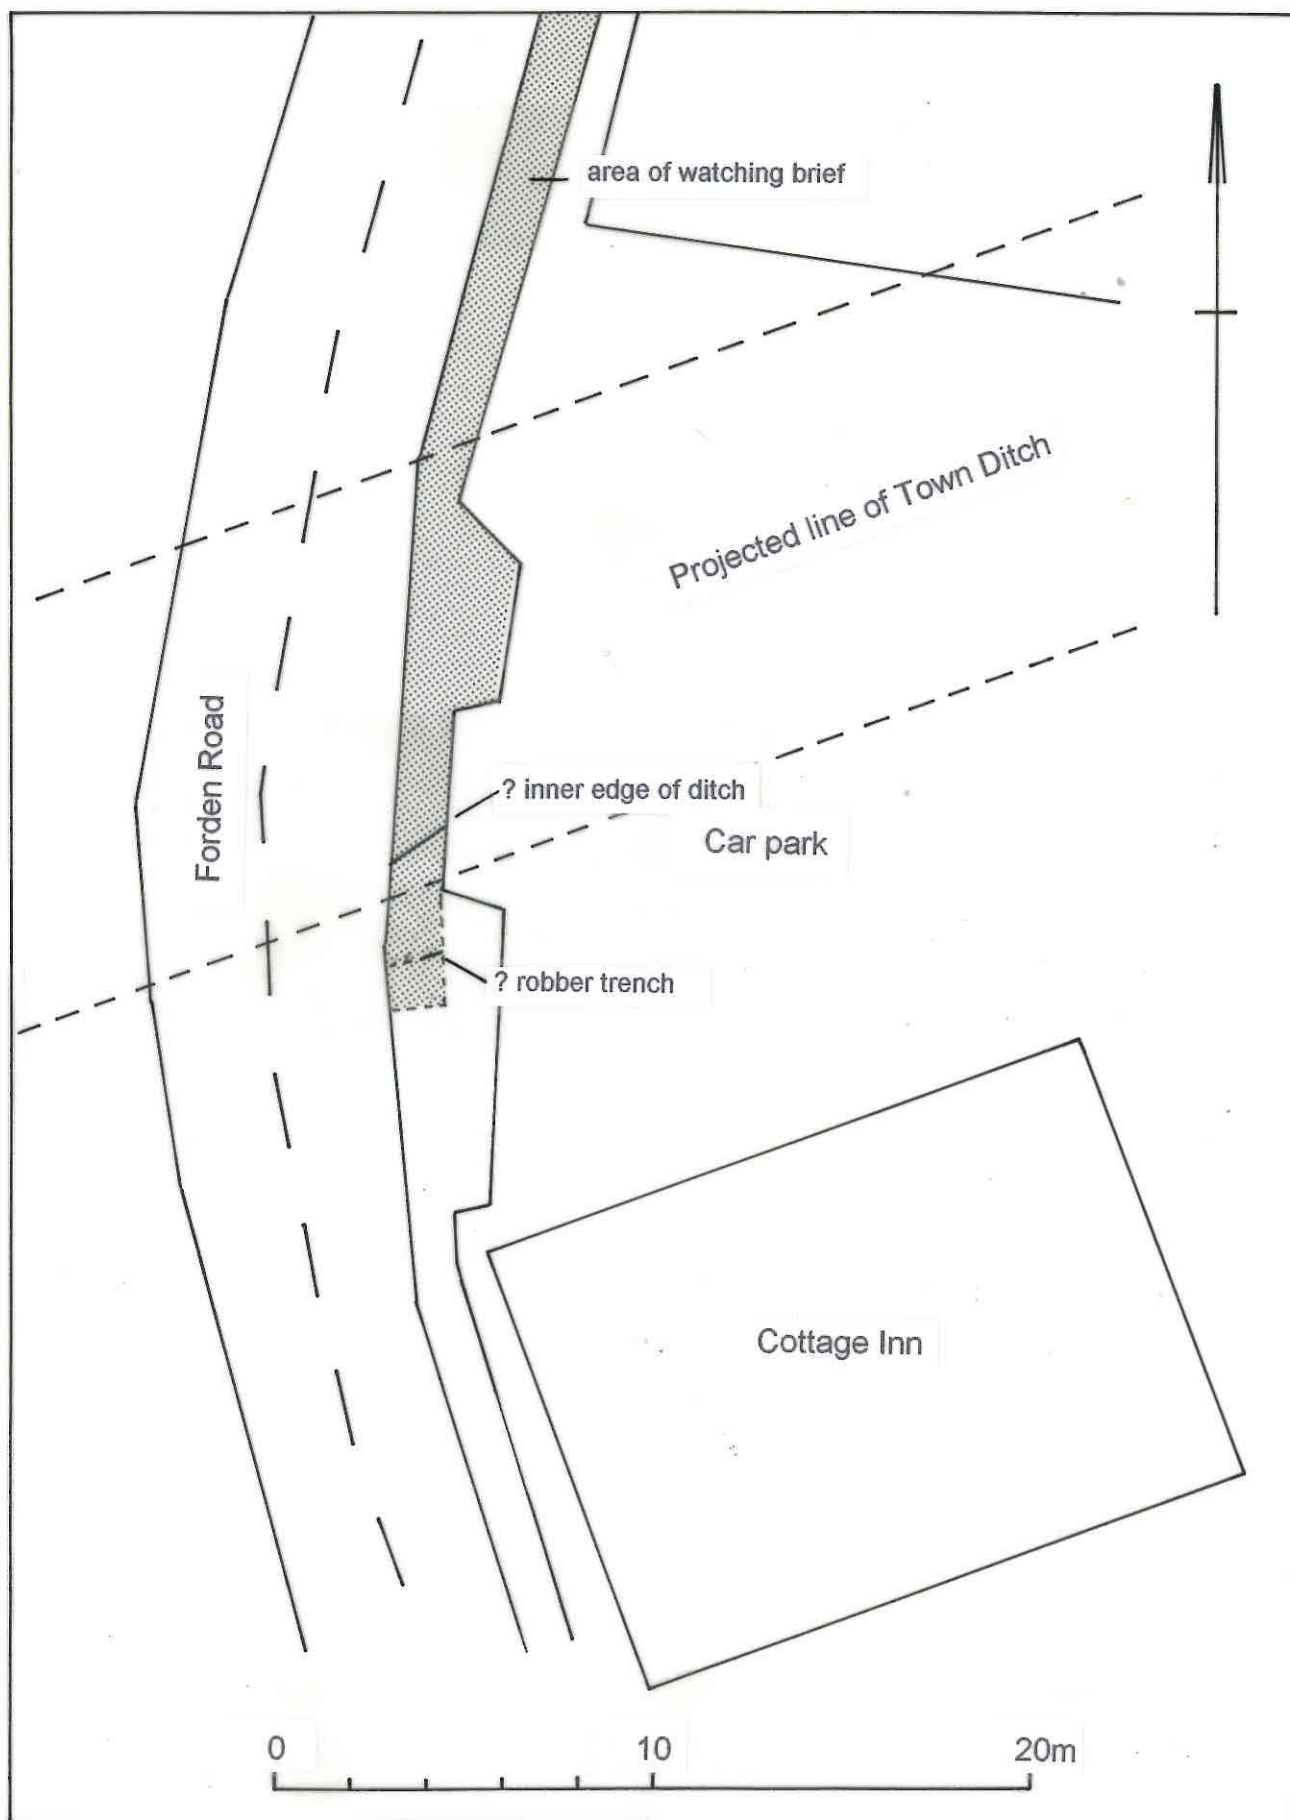 area of watching brief
Projected line of Town Ditch
Forden Road
? inner edge of ditch
Car park
? robber trench
Cottage Inn
0 10 20m